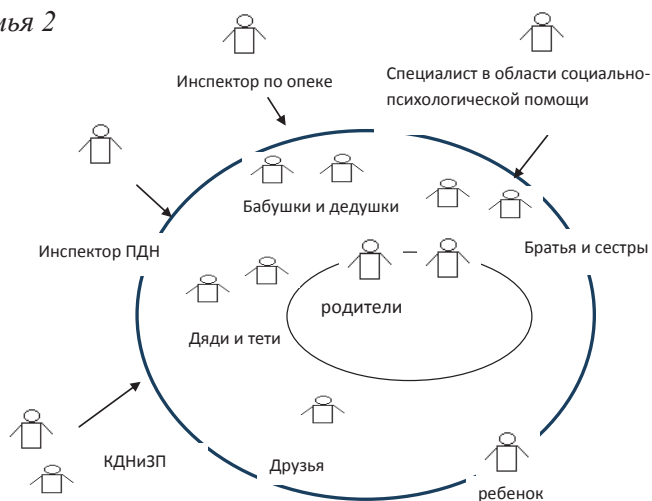 мья 2
Инспектор по опеке
Специалист в области социально-
психологической помощи
Бабушки и дедушки
Инспектор ПДН
Братья и сестры
родители
Дяди и тети
КДНиЗП
Друзья
ребенок